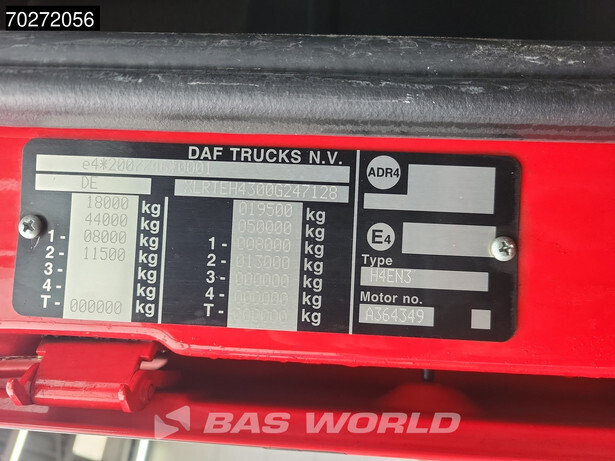 70272056
DAF TRUCKS N.V.
DE XLRTEH4300G247128
18000 kg 019500 kg
44000 kg 050000 kg
1- 08000 kg 1- 008000 kg
2- 11500 kg 2- 013000 kg
3- kg 3- 000000 kg
4- kg 4- 000000 kg
T- 000000 kg T- 000000 kg
ADR4
E4
Type
H4EN3
Motor no.
A364349
BAS WORLD